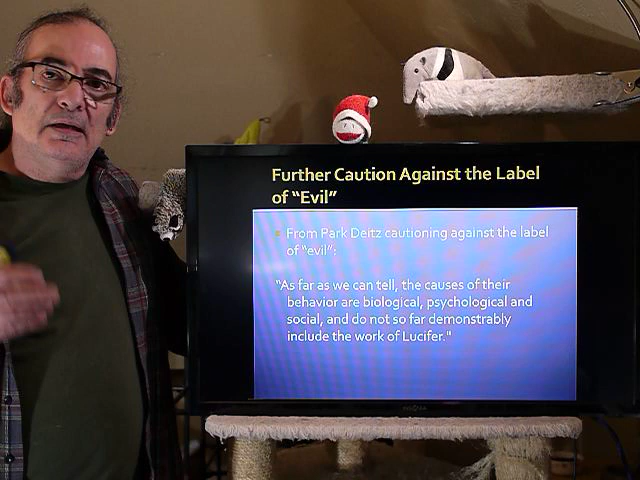 Further Caution Against the Label
of "Evil"
From Park Deitz cautioning against the label
of "evil":
"As far as we can tell, the causes of their
behavior are biological, psychological and
social, and do not so far demonstrably
include the work of Lucifer."